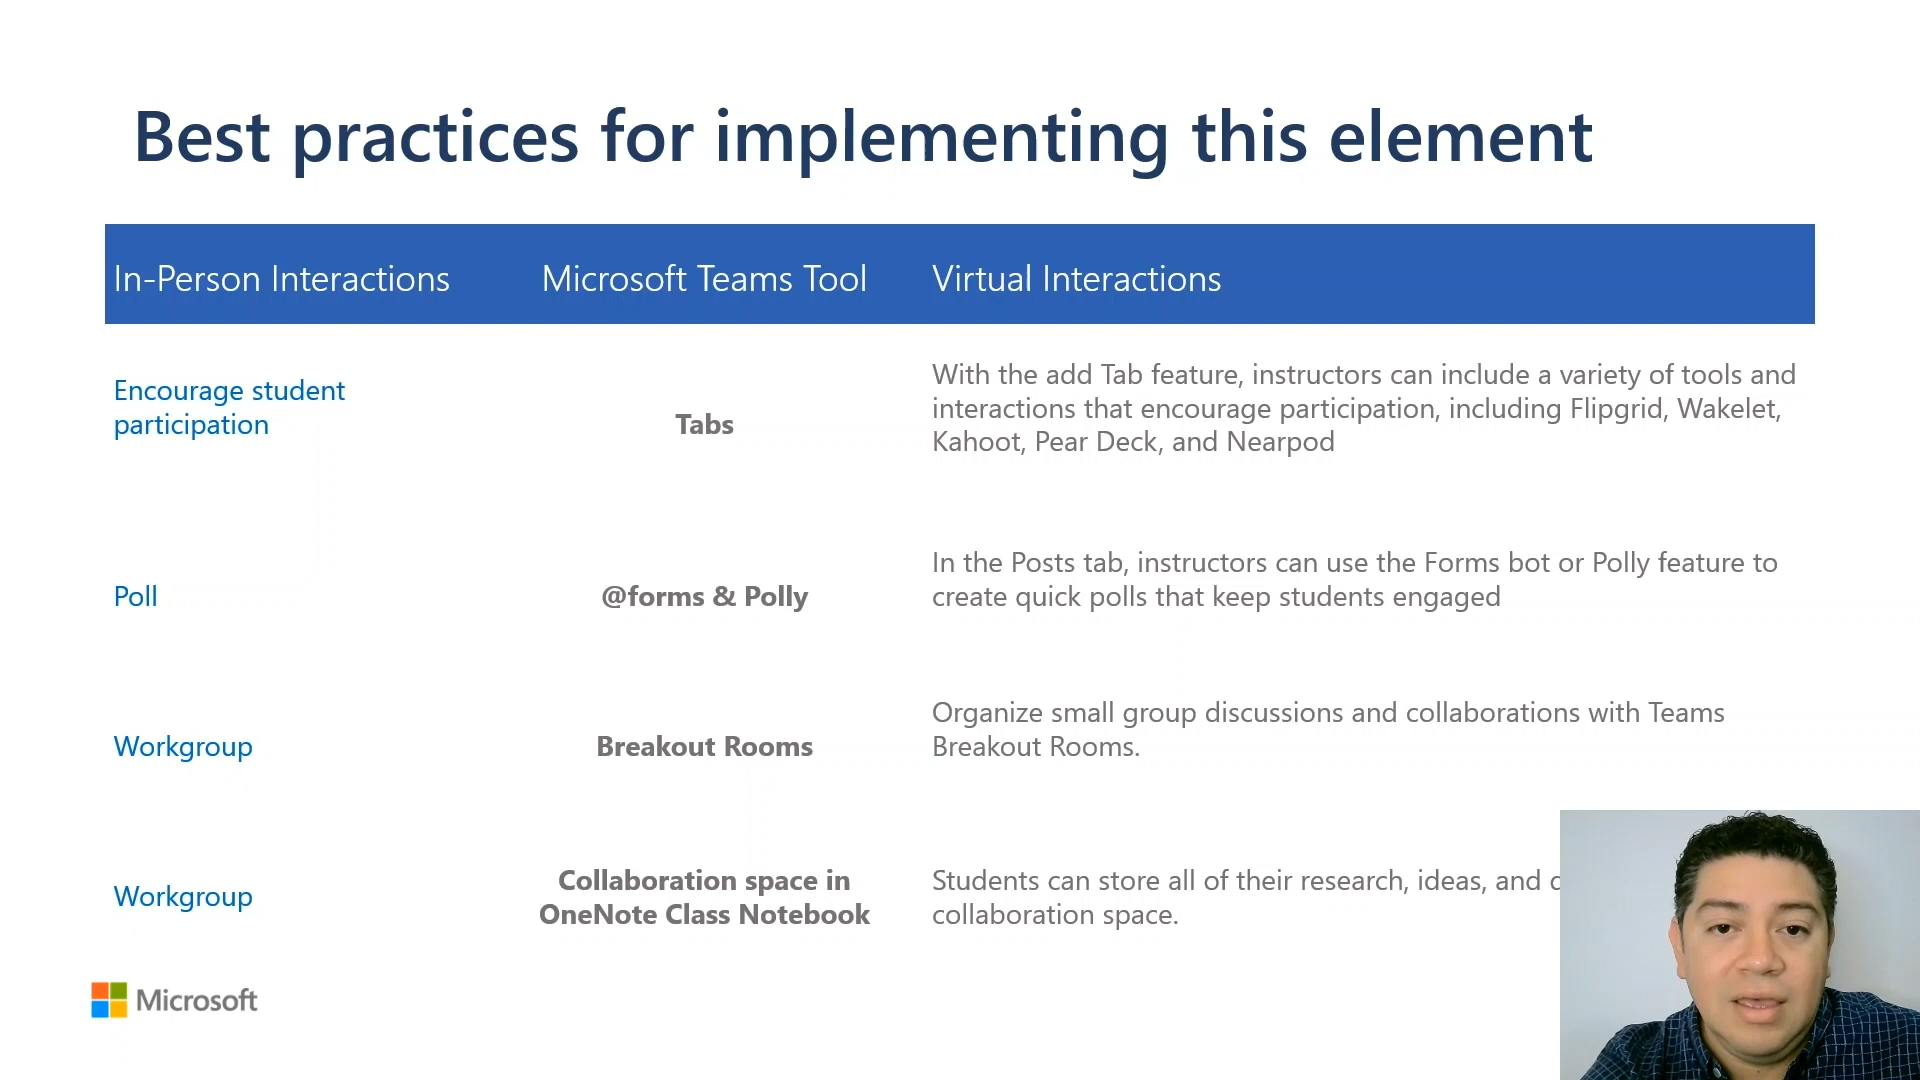 Best practices for implementing this element
In-Person Interactions
Microsoft Teams Tool
Virtual Interactions
Encourage student
participation
Tabs
With the add Tab feature, instructors can include a variety of tools and
interactions that encourage participation, including Flipgrid, Wakelet,
Kahoot, Pear Deck, and Nearpod
Poll
@forms & Polly
In the Posts tab, instructors can use the Forms bot or Polly feature to
create quick polls that keep students engaged
Workgroup
Breakout Rooms
Organize small group discussions and collaborations with Teams
Breakout Rooms.
Workgroup
Collaboration space in
OneNote Class Notebook
Students can store all of their research, ideas, and
collaboration space.
Microsoft